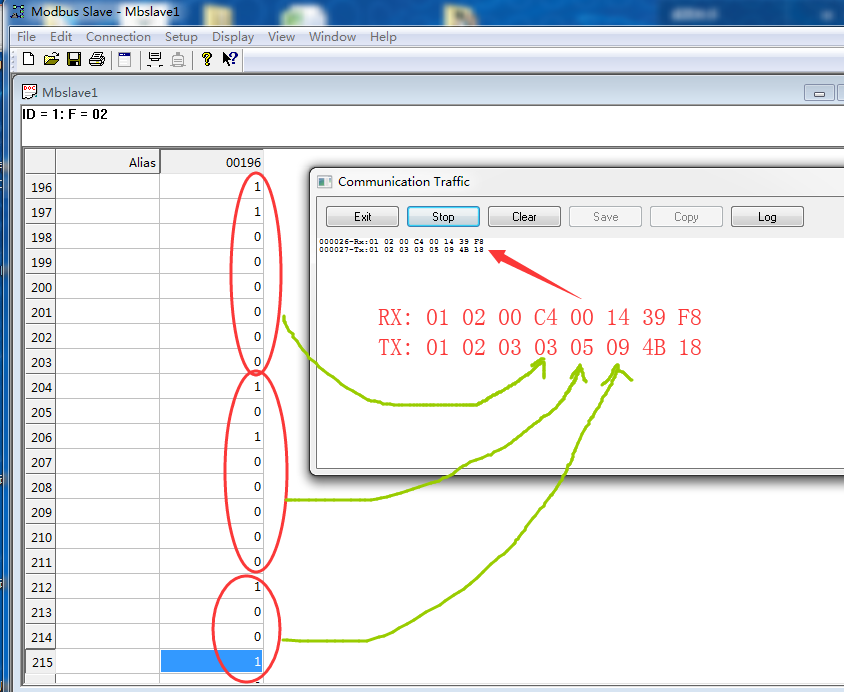 Modbus Slave - Mbslave1
File Edit Connection Setup Display View Window Help
Mbslave1
ID = 1: F = 02
Alias 00196
196 1
197 1
198 0
199 0
200 0
201 0
202 0
203 0
204 1
205 0
206 1
207 0
208 0
209 0
210 0
211 0
212 1
213 0
214 0
215 1
Communication Traffic
Exit Stop Clear Save Copy Log
000026-Rx:01 02 00 C4 00 14 39 F8
000027-Tx:01 02 03 03 05 09 4B 18
RX: 01 02 00 C4 00 14 39 F8
TX: 01 02 03 03 05 09 4B 18